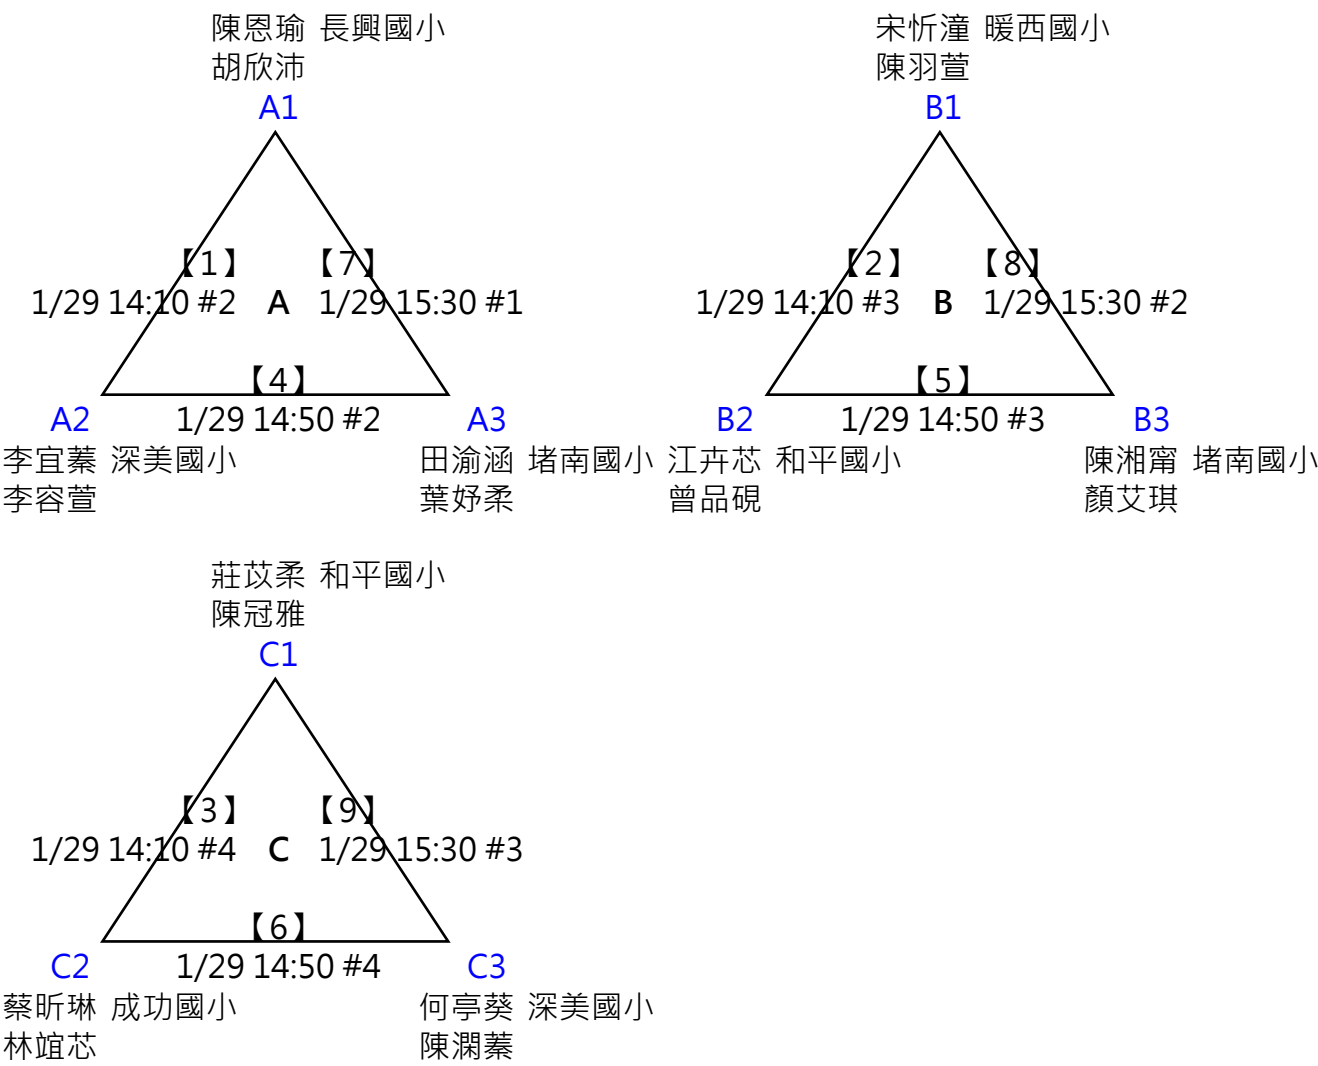 陳恩瑜 長興國小
胡欣沛
A1
【1】
1/29 14:10 #2
A
【7】
1/29 15:30 #1
【4】
1/29 14:50 #2
A2
李宜蓁 深美國小
李容萱
A3
田渝涵 堵南國小
葉妤柔
宋忻潼 暖西國小
陳羽萱
B1
【2】
1/29 14:10 #3
B
【8】
1/29 15:30 #2
【5】
1/29 14:50 #3
B2
江卉芯 和平國小
曾品硯
B3
陳湘甯 堵南國小
顏艾琪
莊苡柔 和平國小
陳冠雅
C1
【3】
1/29 14:10 #4
C
【9】
1/29 15:30 #3
【6】
1/29 14:50 #4
C2
蔡昕琳 成功國小
林竩芯
C3
何亭葵 深美國小
陳澖蓁